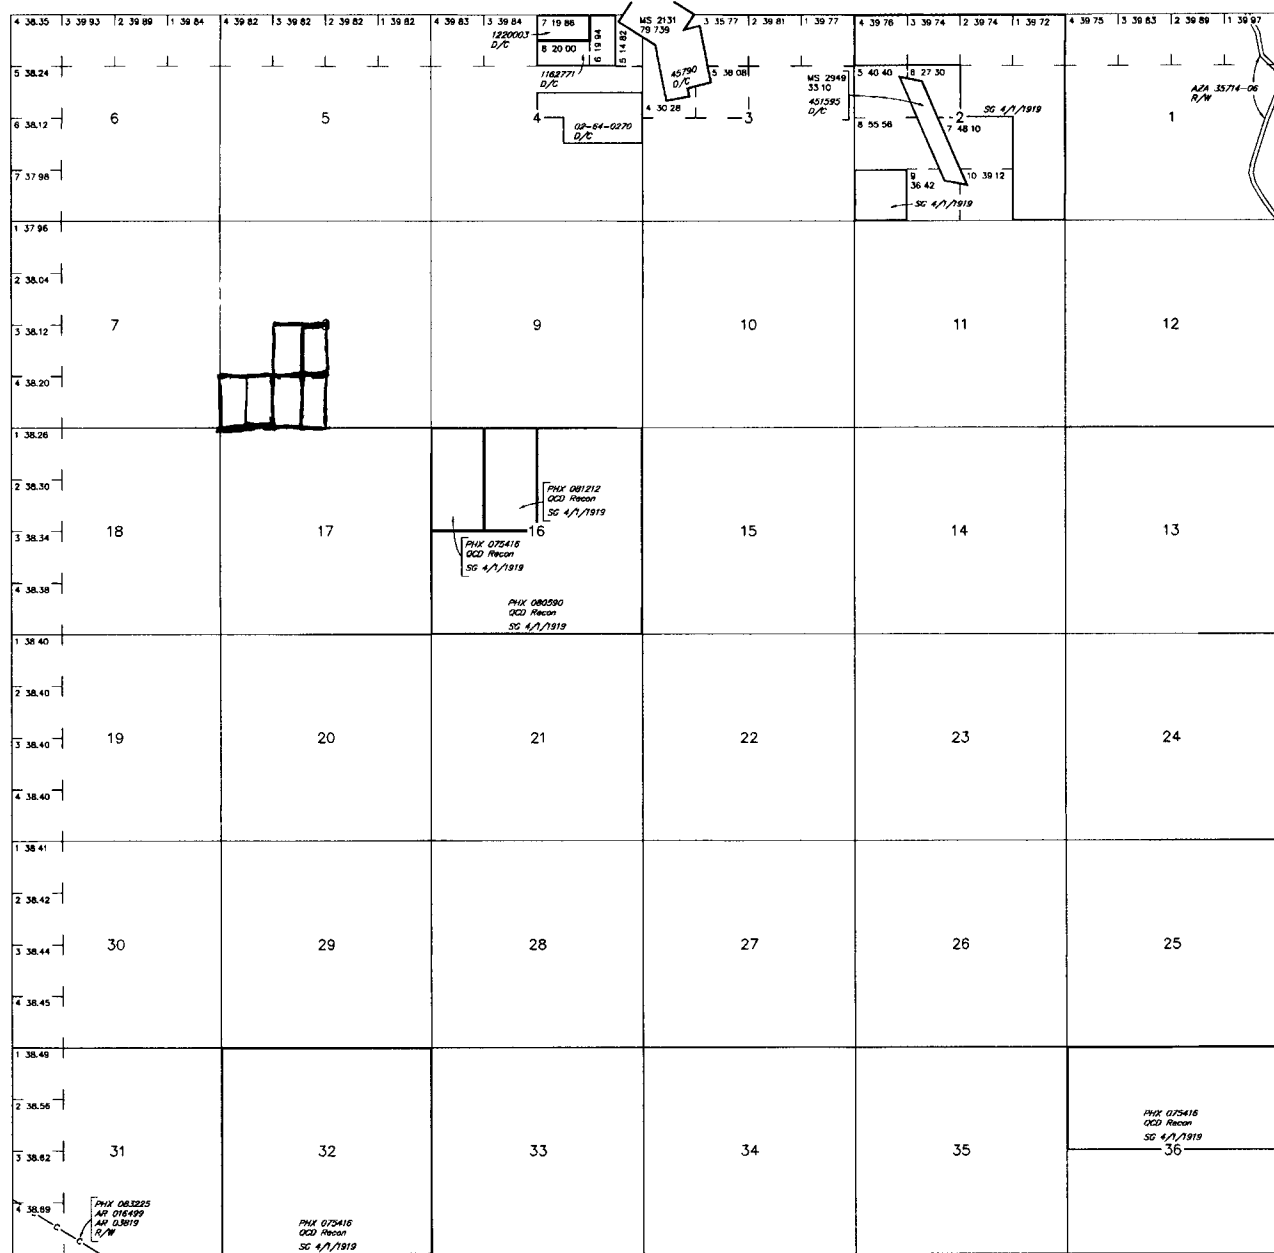 4 38.35 3 39 93 2 39 89 1 39 84 4 39 82 3 39 82 2 39 82 1 39 82 4 39 83 3 39 84 7 19 86 MS 2131 3 35 77 2 39 81 1 39 77 4 39 76 3 39 74 2 39 74 1 39 72 4 39 75 3 39 83 2 39 89 1 39 97
79 739
1220003
D/C
8 20 00
6 19 94
5 14 82
5 38.24
1162771
D/C
45790
D/C
5 38 08
MS 2949
33 10
451595
D/C
5 40 40
6 27 30
AZA 35714-06
R/W
6 38.12
6
5
4
02-64-0270
D/C
4 30 28
3
8 55 56
SG 4/1/1919
2
7 48 10
1
7 37 98
9
36 42
10 39 12
SG 4/1/1919
1 37 96
2 38.04
3 38.12
7
9
10
11
12
4 38.20
1 38.26
2 38.30
PHX 081212
QCD Recon
SG 4/1/1919
3 38.34
18
17
16
15
14
13
PHX 075416
QCD Recon
SG 4/1/1919
4 38.38
PHX 080590
QCD Recon
SG 4/1/1919
1 38 40
2 38.40
3 38.40
19
20
21
22
23
24
4 38.40
1 38 41
2 38.42
3 38.44
30
29
28
27
26
25
4 38.45
1 38.49
2 38.56
PHX 075416
QCD Recon
SG 4/1/1919
3 38.62
31
32
33
34
35
36
4 38.69
PHX 083225
AR 016499
AR 03819
R/W
C
C
C
PHX 075416
QCD Recon
SG 4/1/1919